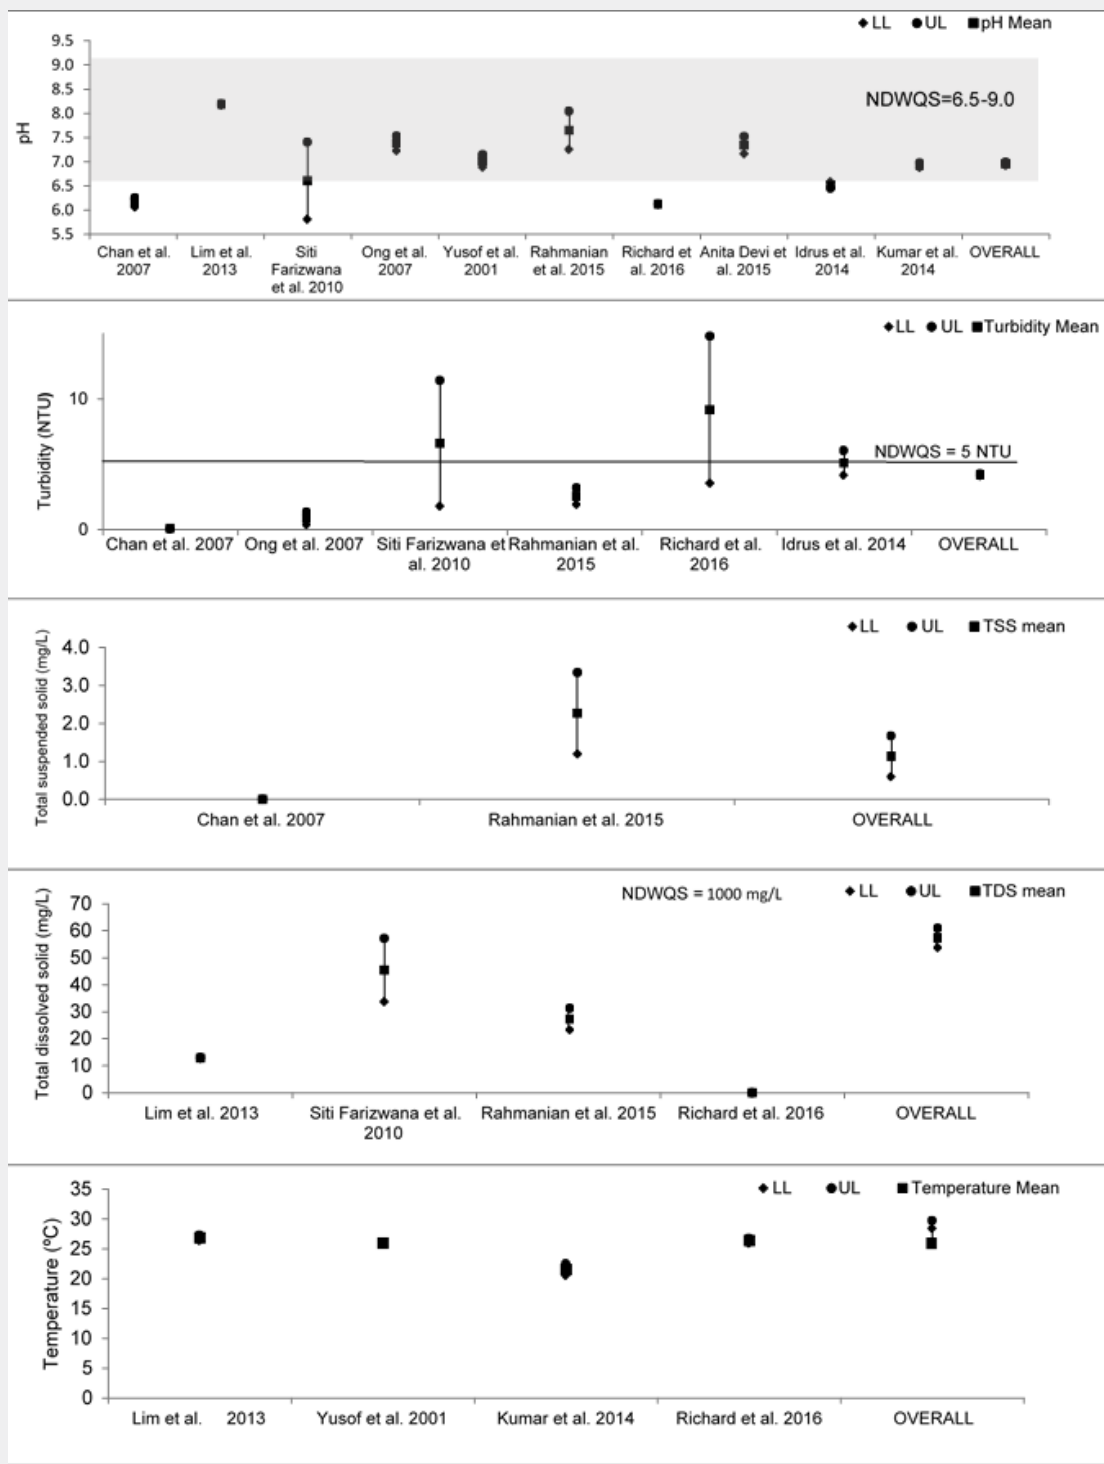 LL UL pH Mean
9.5
9.0
8.5
8.0
7.5
7.0
6.5
6.0
5.5
pH
NDWQS=6.5-9.0
Chan et al. Lim et al. Siti Ong et al. Yusof et al. Rahmanian Richard et Anita Devi et Idrus et al. Kumar et al. OVERALL
2007 2013 Farizwana 2007 2001 et al. 2015 al. 2016 al. 2015 2014 2014
et al. 2010
LL UL Turbidity Mean
Turbidity (NTU)
10
0
NDWQS = 5 NTU
Chan et al. 2007 Ong et al. 2007 Siti Farizwana et Rahmanian et al. Richard et al. Idrus et al. 2014 OVERALL
al. 2010 2015 2016
LL UL TSS mean
Total suspended solid (mg/L)
4.0
3.0
2.0
1.0
0.0
Chan et al. 2007 Rahmanian et al. 2015 OVERALL
NDWQS = 1000 mg/L LL UL TDS mean
Total dissolved solid (mg/L)
70
60
50
40
30
20
10
0
Lim et al. 2013 Siti Farizwana et al. Rahmanian et al. 2015 Richard et al. 2016 OVERALL
2010
LL UL Temperature Mean
Temperature (ºC)
35
30
25
20
15
10
5
0
Lim et al. 2013 Yusof et al. 2001 Kumar et al. 2014 Richard et al. 2016 OVERALL